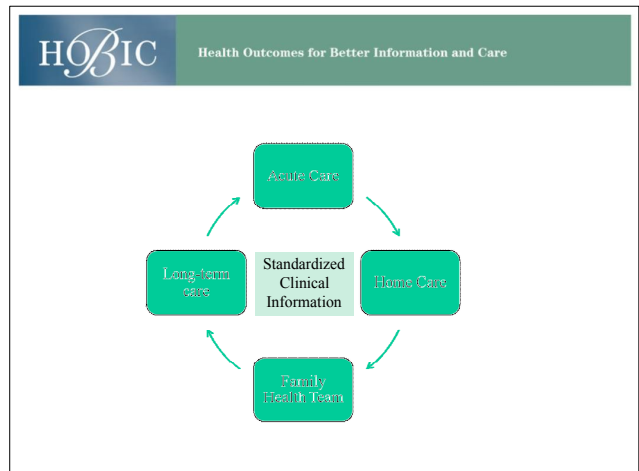 HOBIC
Health Outcomes for Better Information and Care
Acute Care
Long-term
care
Standardized
Clinical
Information
Home Care
Family
Health Team